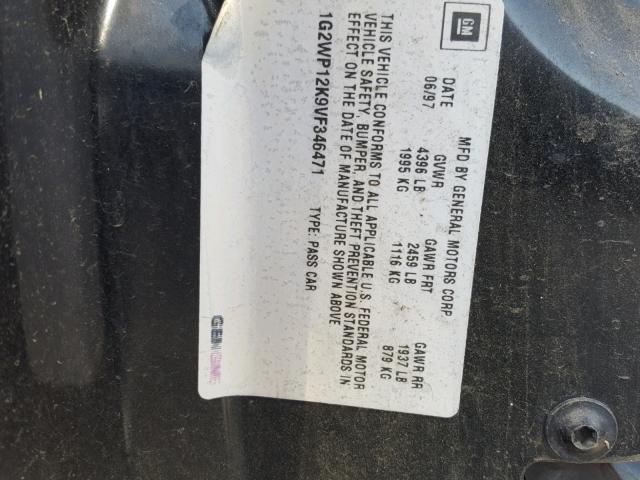 GM
MFD BY GENERAL MOTORS CORP
DATE GVWR GAWR FRT GAWR RR
06/97 4396 LB 2459 LB 1937 LB
1995 KG 1116 KG 879 KG
THIS VEHICLE CONFORMS TO ALL APPLICABLE U.S. FEDERAL MOTOR
VEHICLE SAFETY, BUMPER, AND THEFT PREVENTION STANDARDS IN
EFFECT ON THE DATE OF MANUFACTURE SHOWN ABOVE
1G2WP12K9VF346471 TYPE: PASS CAR
GENUINE